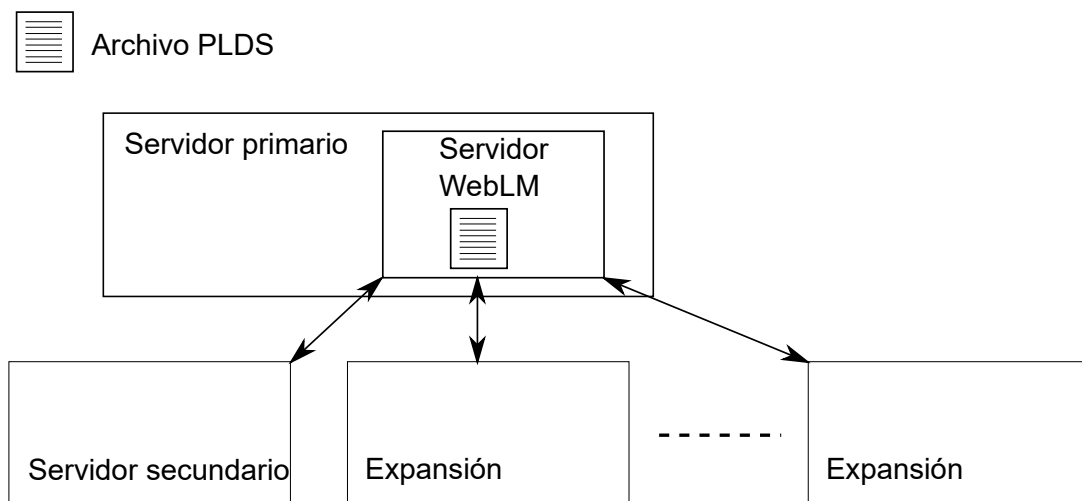 Archivo PLDS
Servidor primario
Servidor
WebLM
Servidor secundario
Expansión
Expansión